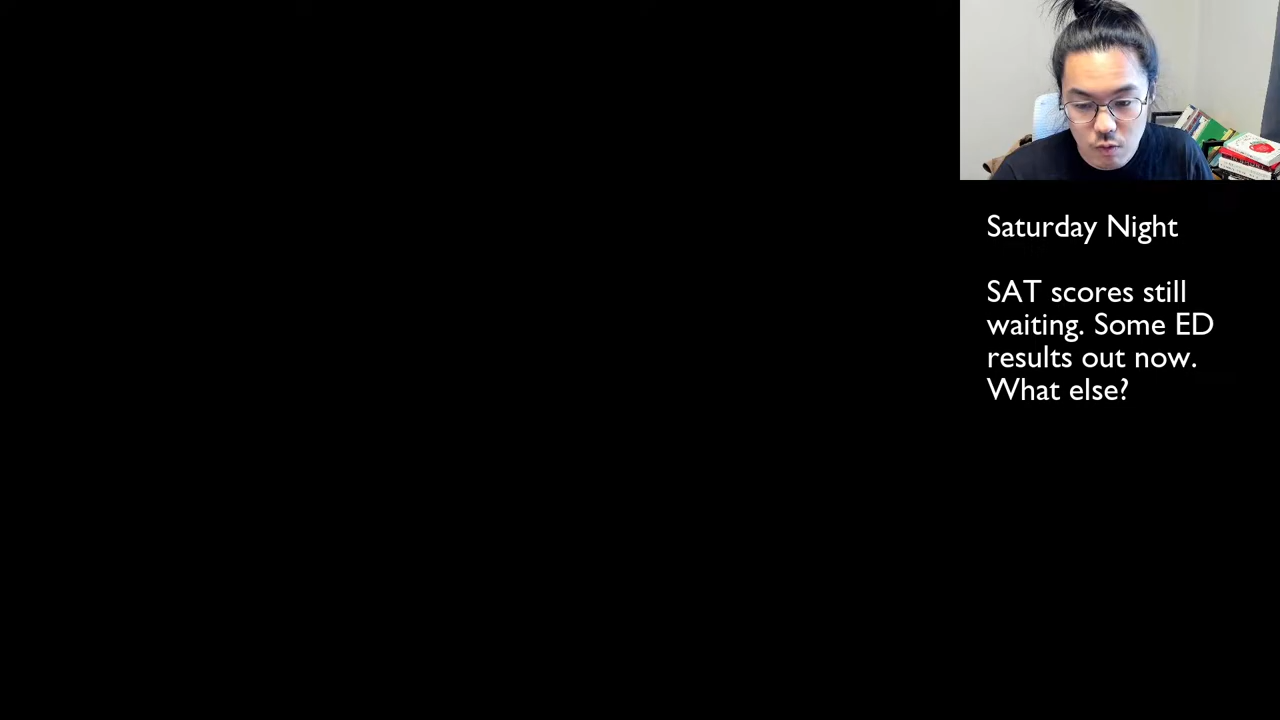 Saturday Night
SAT scores still
waiting. Some ED
results out now.
What else?